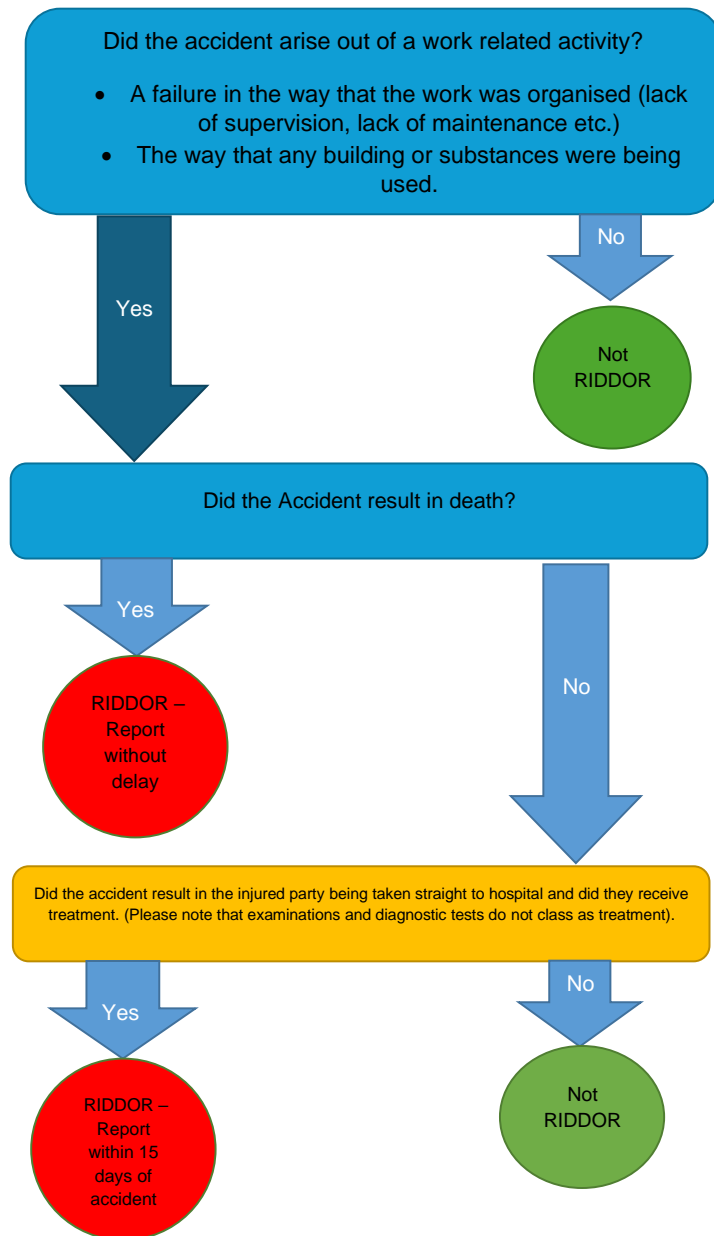 Did the accident arise out of a work related activity?
• A failure in the way that the work was organised (lack
of supervision, lack of maintenance etc.)
• The way that any building or substances were being
used.
No
Yes
Not
RIDDOR
Did the Accident result in death?
Yes
No
RIDDOR –
Report
without
delay
Did the accident result in the injured party being taken straight to hospital and did they receive
treatment. (Please note that examinations and diagnostic tests do not class as treatment).
Yes
No
RIDDOR –
Report
within 15
days of
accident
Not
RIDDOR